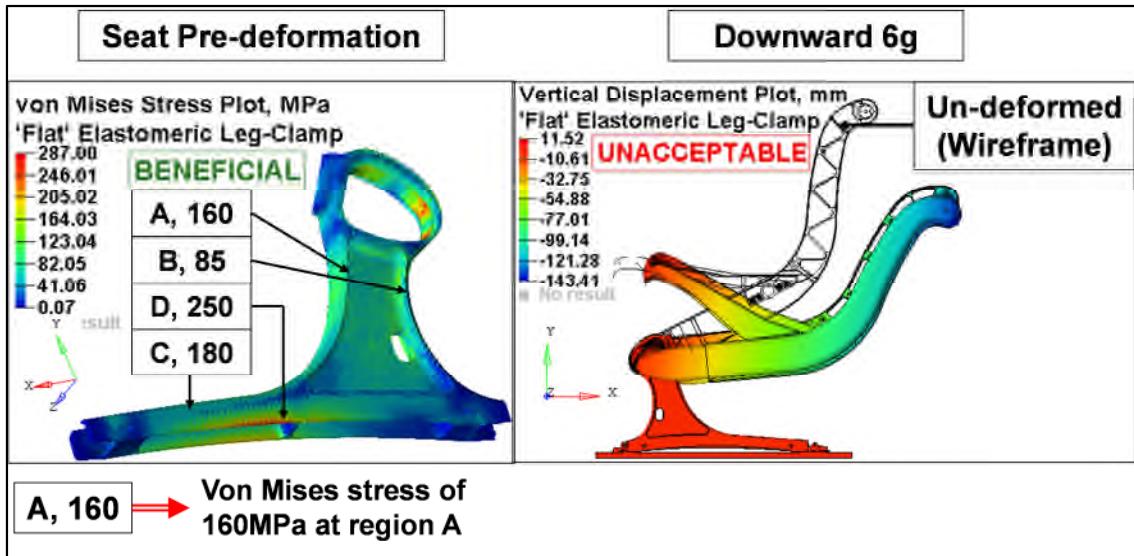 Seat Pre-deformation
Downward 6g
von Mises Stress Plot, MPa
'Flat' Elastomeric Leg-Clamp
287.00
246.01
205.02
164.03
123.04
82.05
41.06
0.07
sult
BENEFICIAL
A, 160
B, 85
D, 250
C, 180
Y
X
Z
Vertical Displacement Plot, mm
'Flat' Elastomeric Leg-Clamp
11.52
-10.61
-32.75
-54.88
-77.01
-99.14
-121.28
-143.41
No result
UNACCEPTABLE
Un-deformed
(Wireframe)
Y
Z
X
A, 160
Von Mises stress of
160MPa at region A